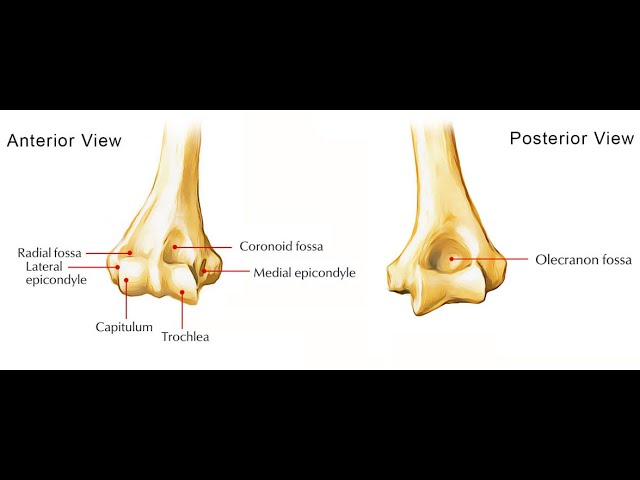 Anterior View
Posterior View
Radial fossa
Lateral
epicondyle
Capitulum
Trochlea
Coronoid fossa
Medial epicondyle
Olecranon fossa